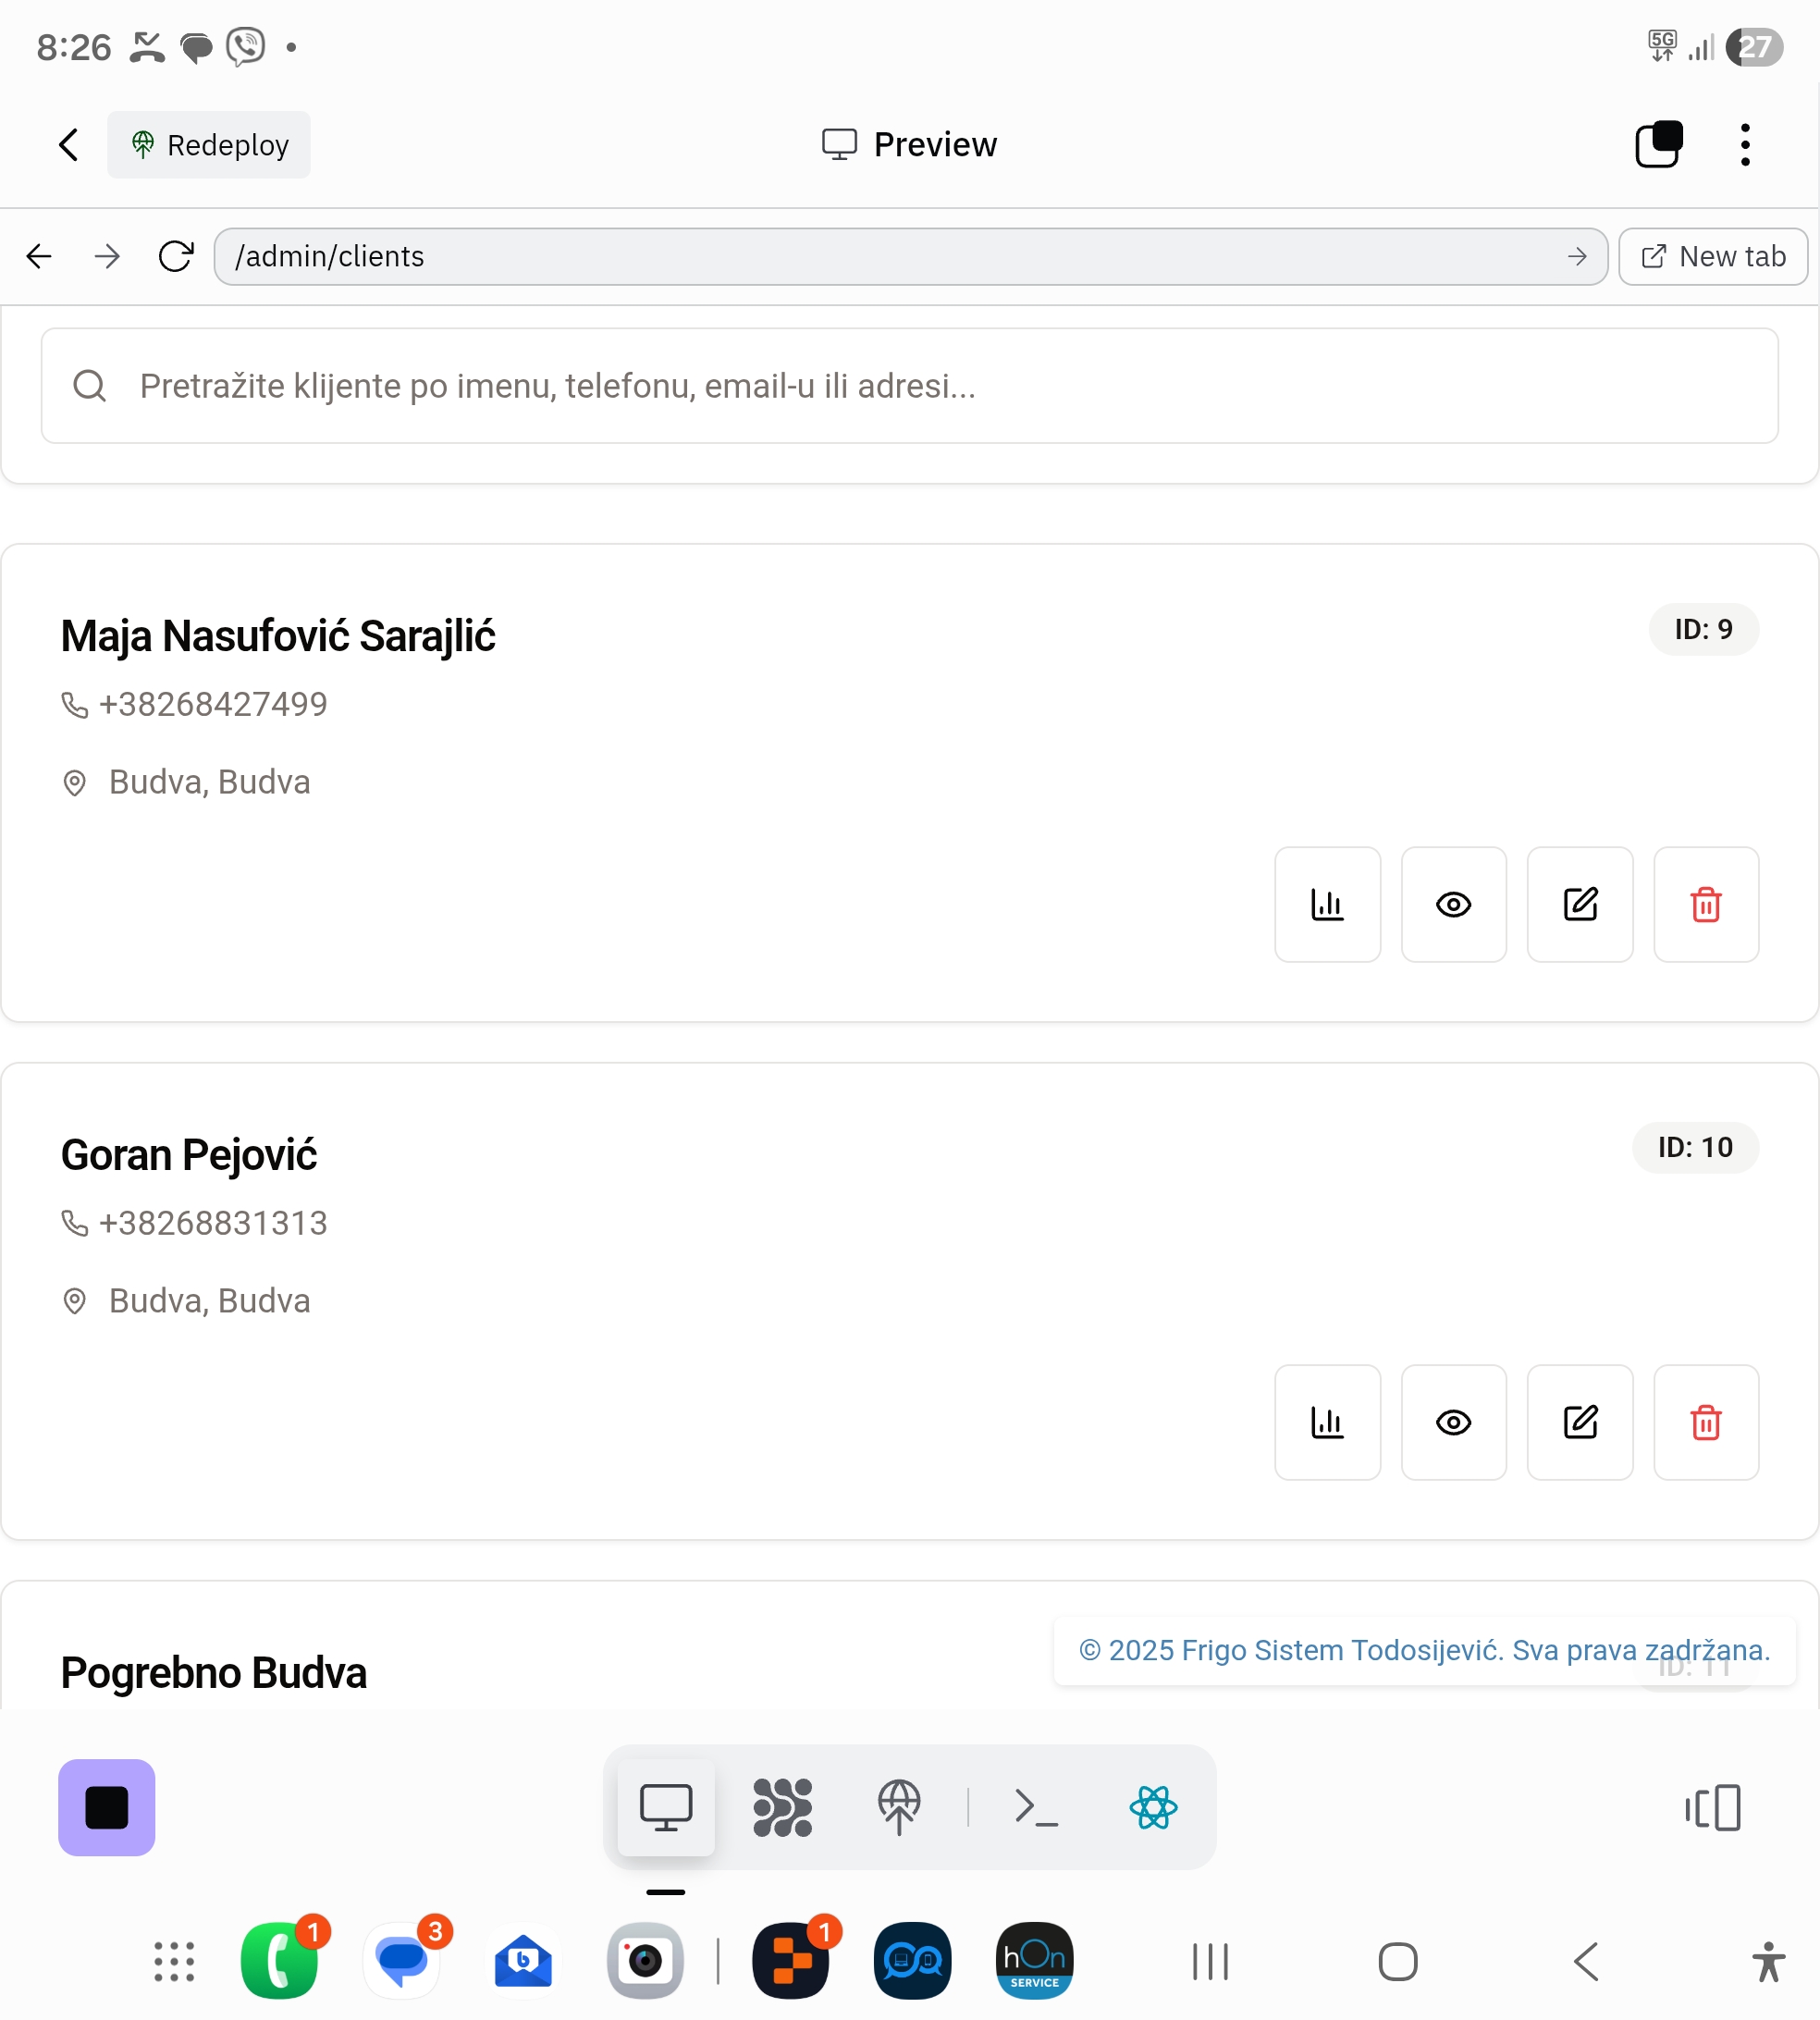 8:26
5G
27
Redeploy
Preview
/admin/clients
New tab
Pretražite klijente po imenu, telefonu, email-u ili adresi...
Maja Nasufović Sarajlić
ID: 9
+38268427499
Budva, Budva
Goran Pejović
ID: 10
+38268831313
Budva, Budva
Pogrebno Budva
© 2025 Frigo Sistem Todosijević. Sva prava zadržana.
ID: 11
1
3
b
1
hOn
SERVICE